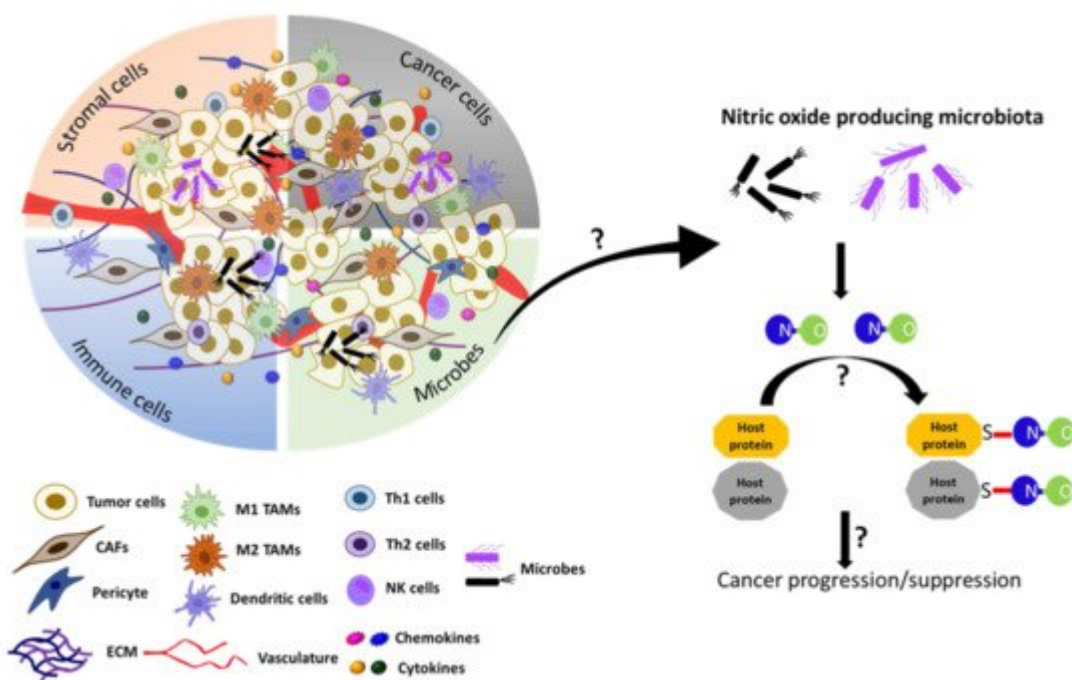 Stromal cells
Cancer cells
Immune cells
Microbes
?
Nitric oxide producing microbiota
N O N O
?
Host
protein
Host
protein
S N O
Host
protein
Host
protein
S N O
?
Cancer progression/suppression
Tumor cells
CAFs
Pericyte
ECM
M1 TAMs
M2 TAMs
Dendritic cells
Vasculature
Th1 cells
Th2 cells
NK cells
Chemokines
Cytokines
Microbes